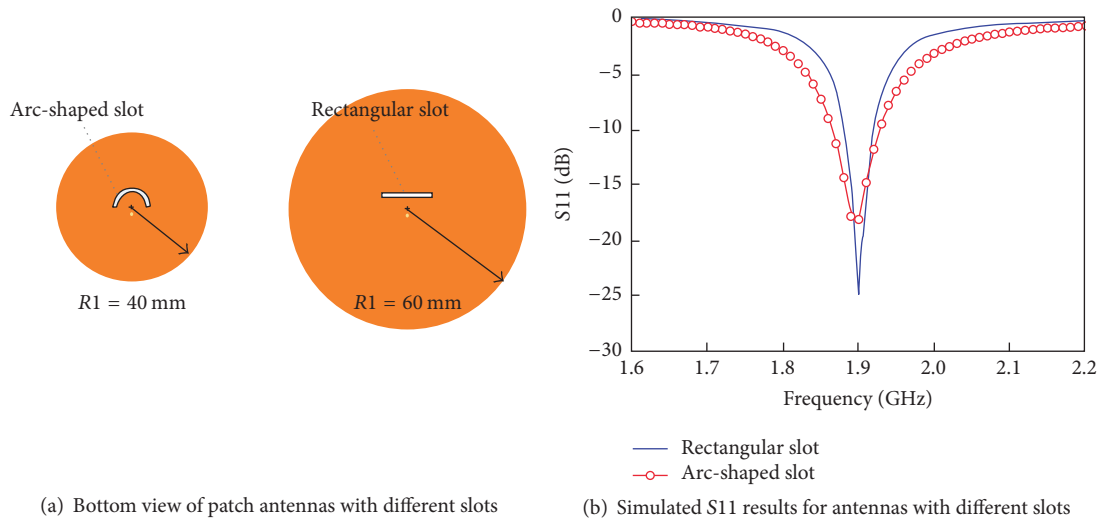 Arc-shaped slot
Rectangular slot
R1 = 40 mm
R1 = 60 mm
(a) Bottom view of patch antennas with different slots
S11 (dB)
0
−5
−10
−15
−20
−25
−30
1.6
1.7
1.8
1.9
2.0
2.1
2.2
Frequency (GHz)
Rectangular slot
Arc-shaped slot
(b) Simulated S11 results for antennas with different slots